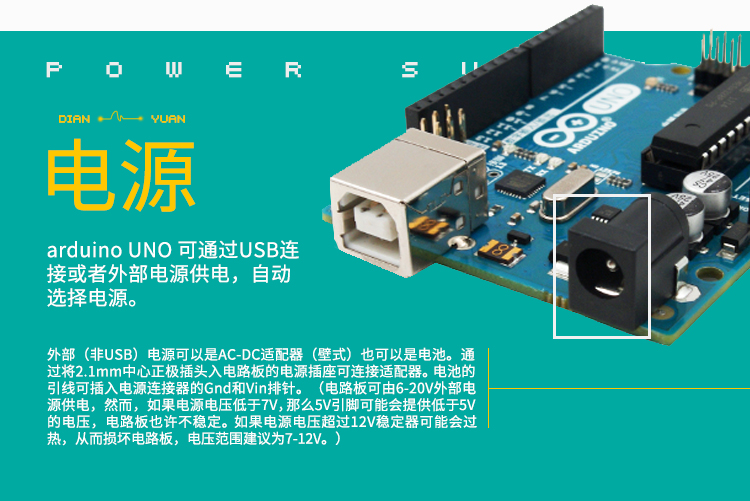 POWER SU
DIAN YUAN
电源
arduino UNO 可通过USB连
接或者外部电源供电，自动
选择电源。
外部（非USB）电源可以是AC-DC适配器（壁式）也可以是电池。通
过将2.1mm中心正极插头入电路板的电源插座可连接适配器。电池的
引线可插入电源连接器的Gnd和Vin排针。（电路板可由6-20V外部电
源供电，然而，如果电源电压低于7V，那么5V引脚可能会提供低于5V
的电压，电路板也许不稳定。如果电源电压超过12V稳定器可能会过
热，从而损坏电路板，电压范围建议为7-12V。）
UNO
ARDUINO